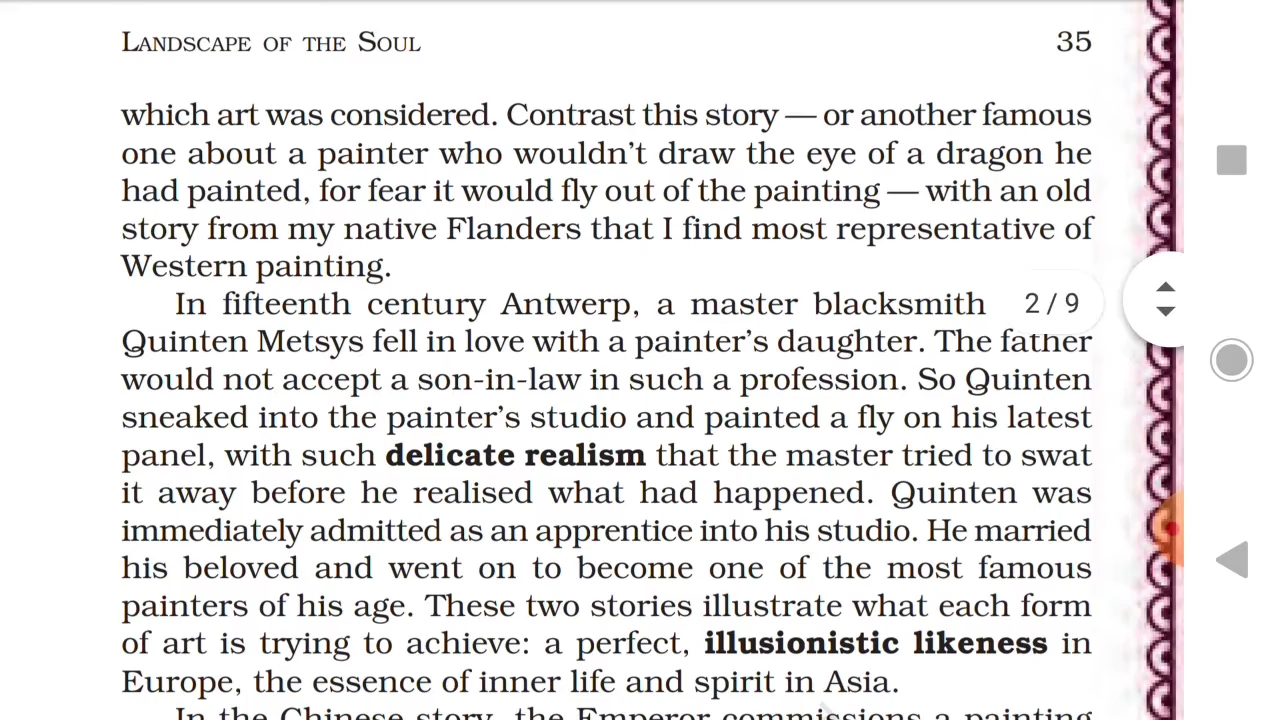 LANDSCAPE OF THE SOUL 35
which art was considered. Contrast this story — or another famous
one about a painter who wouldn’t draw the eye of a dragon he
had painted, for fear it would fly out of the painting — with an old
story from my native Flanders that I find most representative of
Western painting.
In fifteenth century Antwerp, a master blacksmith
2 / 9
Quinten Metsys fell in love with a painter’s daughter. The father
would not accept a son-in-law in such a profession. So Quinten
sneaked into the painter’s studio and painted a fly on his latest
panel, with such delicate realism that the master tried to swat
it away before he realised what had happened. Quinten was
immediately admitted as an apprentice into his studio. He married
his beloved and went on to become one of the most famous
painters of his age. These two stories illustrate what each form
of art is trying to achieve: a perfect, illusionistic likeness in
Europe, the essence of inner life and spirit in Asia.
In the Chinese story, the Emperor commissions a painting